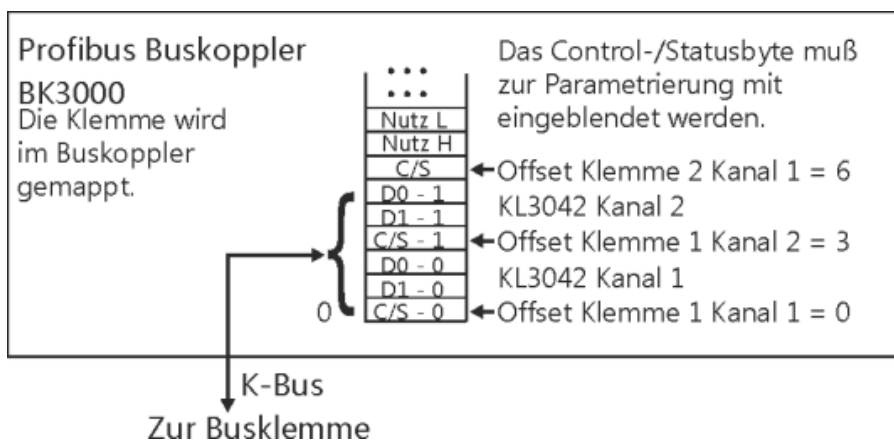 Profibus Buskoppler
BK3000
Die Klemme wird
im Buskoppler
gemappt.
Das Control-/Statusbyte muß
zur Parametrierung mit
eingeblendet werden.
Nutz L
Nutz H
C/S
Offset Klemme 2 Kanal 1 = 6
D0 - 1
KL3042 Kanal 2
D1 - 1
C/S - 1
Offset Klemme 1 Kanal 2 = 3
D0 - 0
KL3042 Kanal 1
D1 - 0
0
C/S - 0
Offset Klemme 1 Kanal 1 = 0
K-Bus
Zur Busklemme